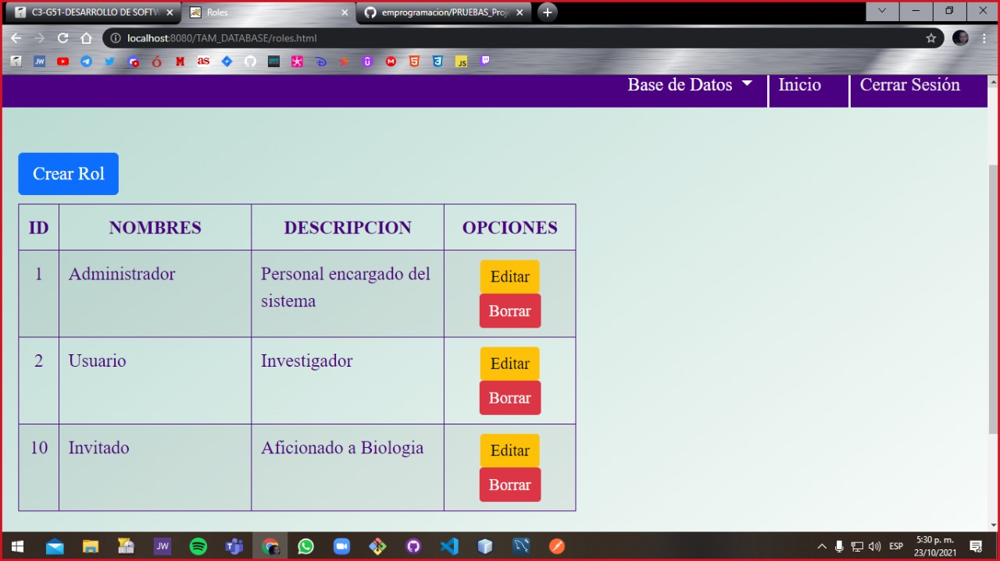 C3-G51-DESARROLLO DE SOFTW
Roles
emprogramacion/PRUEBAS_Proje
localhost:8080/TAM_DATABASE/roles.html
JW
ó
M
as
JS
Base de Datos
Inicio
Cerrar Sesión
Crear Rol
ID NOMBRES DESCRIPCION OPCIONES
1 Administrador Personal encargado del
sistema
Editar
Borrar
2 Usuario Investigador
Editar
Borrar
10 Invitado Aficionado a Biologia
Editar
Borrar
JW
ESP
5:30 p. m.
23/10/2021